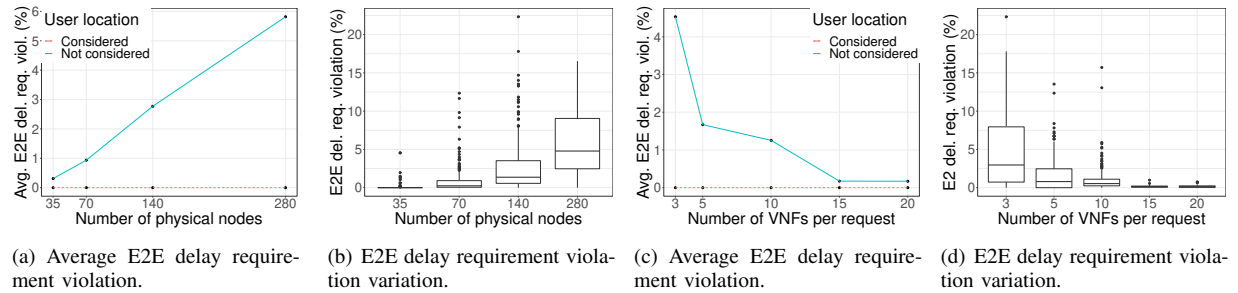 Avg. E2E del. req. viol. (%)
6
5
4
3
2
1
0
User location
Considered
Not considered
35
70
140
280
Number of physical nodes
(a) Average E2E delay require-
ment violation.
E2E del. req. violation (%)
20
15
10
5
0
35
70
140
280
Number of physical nodes
(b) E2E delay requirement viola-
tion variation.
Avg. E2E del. req. viol. (%)
4
3
2
1
0
User location
Considered
Not considered
3
5
10
15
20
Number of VNFs per request
(c) Average E2E delay require-
ment violation.
E2 del. req. violation (%)
20
15
10
5
0
3
5
10
15
20
Number of VNFs per request
(d) E2E delay requirement viola-
tion variation.